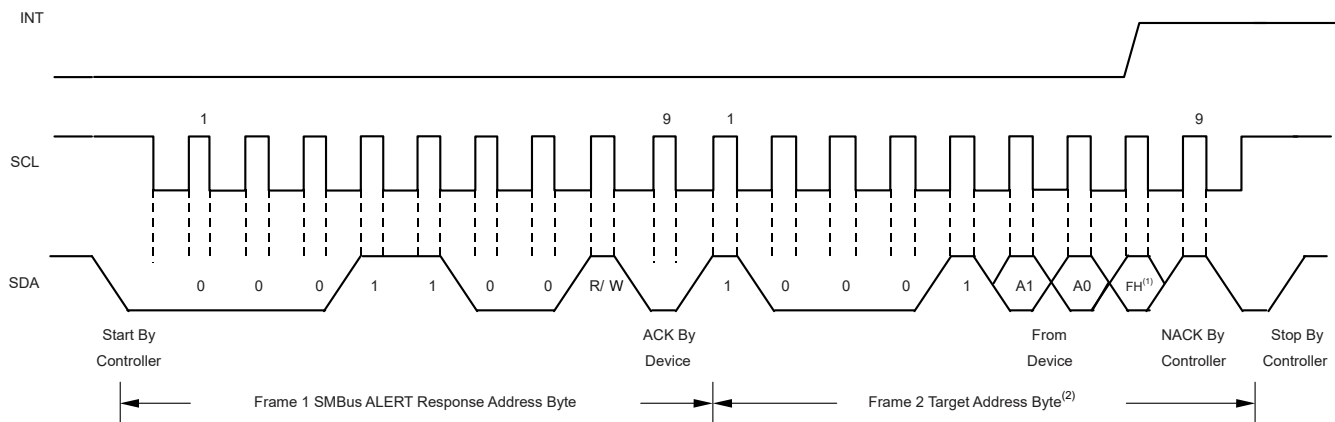 INT
1 9 1 9
SCL
SDA
0 0 0 1 1 0 0 R/ W 1 0 0 0 1 A1 A0 FH(1)
Start By
Controller
ACK By
Device
From
Device
NACK By
Controller
Stop By
Controller
Frame 1 SMBus ALERT Response Address Byte
Frame 2 Target Address Byte(2)